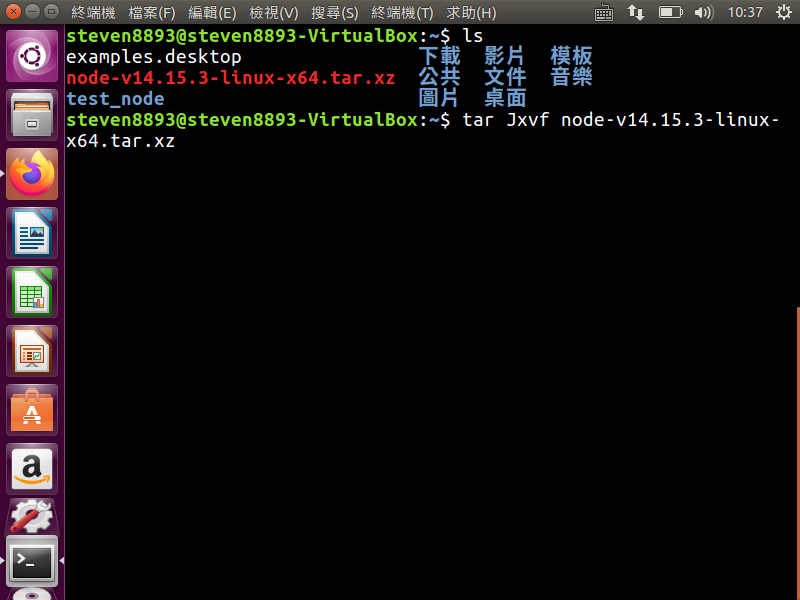 終端機 檔案(F) 編輯(E) 檢視(V) 搜尋(S) 終端機(T) 求助(H) 10:37
steven8893@steven8893-VirtualBox:~$ ls
examples.desktop 下載 影片 模板
node-v14.15.3-linux-x64.tar.xz 公共 文件 音樂
test_node 圖片 桌面
steven8893@steven8893-VirtualBox:~$ tar Jxvf node-v14.15.3-linux-
x64.tar.xz